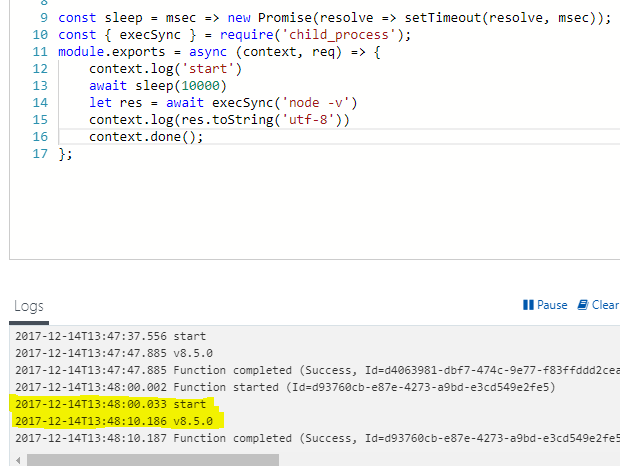 8
9 const sleep = msec => new Promise(resolve => setTimeout(resolve, msec));
10 const { execSync } = require('child_process');
11 module.exports = async (context, req) => {
12     context.log('start')
13     await sleep(10000)
14     let res = await execSync('node -v')
15     context.log(res.toString('utf-8'))
16     context.done();
17 };
Logs
Pause
Clear
2017-12-14T13:47:37.556 start
2017-12-14T13:47:47.885 v8.5.0
2017-12-14T13:47:47.885 Function completed (Success, Id=d4063981-dbf7-474c-9e77-f83ffddd2cea
2017-12-14T13:48:00.002 Function started (Id=d93760cb-e87e-4273-a9bd-e3cd549e2fe5)
2017-12-14T13:48:00.033 start
2017-12-14T13:48:10.186 v8.5.0
2017-12-14T13:48:10.187 Function completed (Success, Id=d93760cb-e87e-4273-a9bd-e3cd549e2fe5